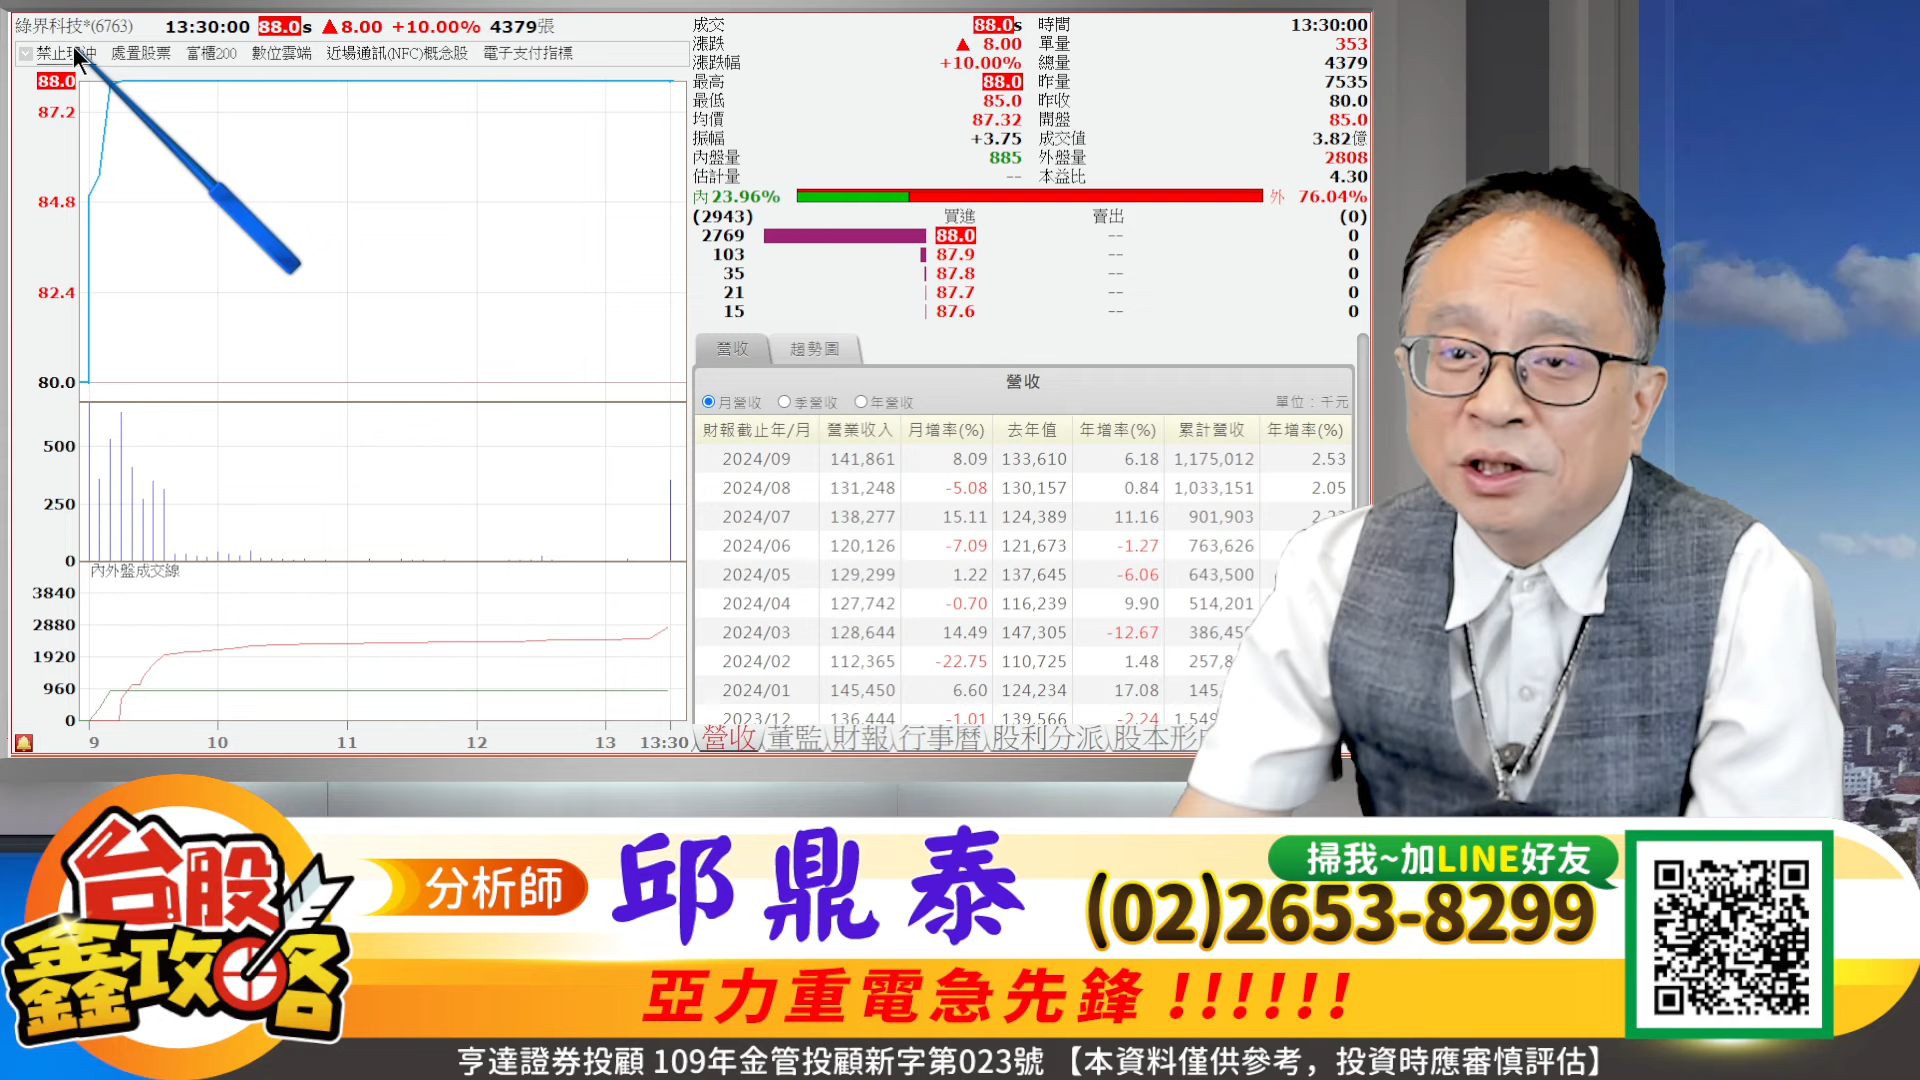 綠界科技*(6763) 13:30:00 88.0s ▲8.00 +10.00% 4379張
處置股票 富櫃200 數位雲端 近場通訊(NFC)概念股 電子支付指標
88.0
87.2
84.8
82.4
80.0
500
250
0
內外盤成交線
3840
2880
1920
960
0
9 10 11 12 13 13:30
成交 88.0s 時間 13:30:00
漲跌 ▲ 8.00 單量 353
漲跌幅 +10.00% 總量 4379
最高 88.0 昨量 7535
最低 85.0 昨收 80.0
均價 87.32 開盤 85.0
振幅 +3.75 成交值 3.82億
內盤量 885 外盤量 2808
估計量 -- 本益比 4.30
內 23.96% 外 76.04%
(2943) 買進 賣出 (0)
2769 88.0 -- 0
103 87.9 -- 0
35 87.8 -- 0
21 87.7 -- 0
15 87.6 -- 0
營收 趨勢圖
營收
月營收 季營收 年營收 單位：千元
財報截止年/月 營業收入 月增率(%) 去年值 年增率(%) 累計營收 年增率(%)
2024/09 141,861 8.09 133,610 6.18 1,175,012 2.53
2024/08 131,248 -5.08 130,157 0.84 1,033,151 2.05
2024/07 138,277 15.11 124,389 11.16 901,903
2024/06 120,126 -7.09 121,673 -1.27 763,626
2024/05 129,299 1.22 137,645 -6.06 643,500
2024/04 127,742 -0.70 116,239 9.90 514,201
2024/03 128,644 14.49 147,305 -12.67
2024/02 112,365 -22.75 110,725 1.48
2024/01 145,450 6.60 124,234 17.08
2023/12 136,444 -1.01 139,566 -2.24
營收 董監 財報 行事曆 股利分派 股本形
台股
鑫攻略
分析師
邱鼎泰
掃我~加LINE好友
(02)2653-8299
亞力重電急先鋒!!!!!!
亨達證券投顧 109年金管投顧新字第023號 【本資料僅供參考，投資時應審慎評估】